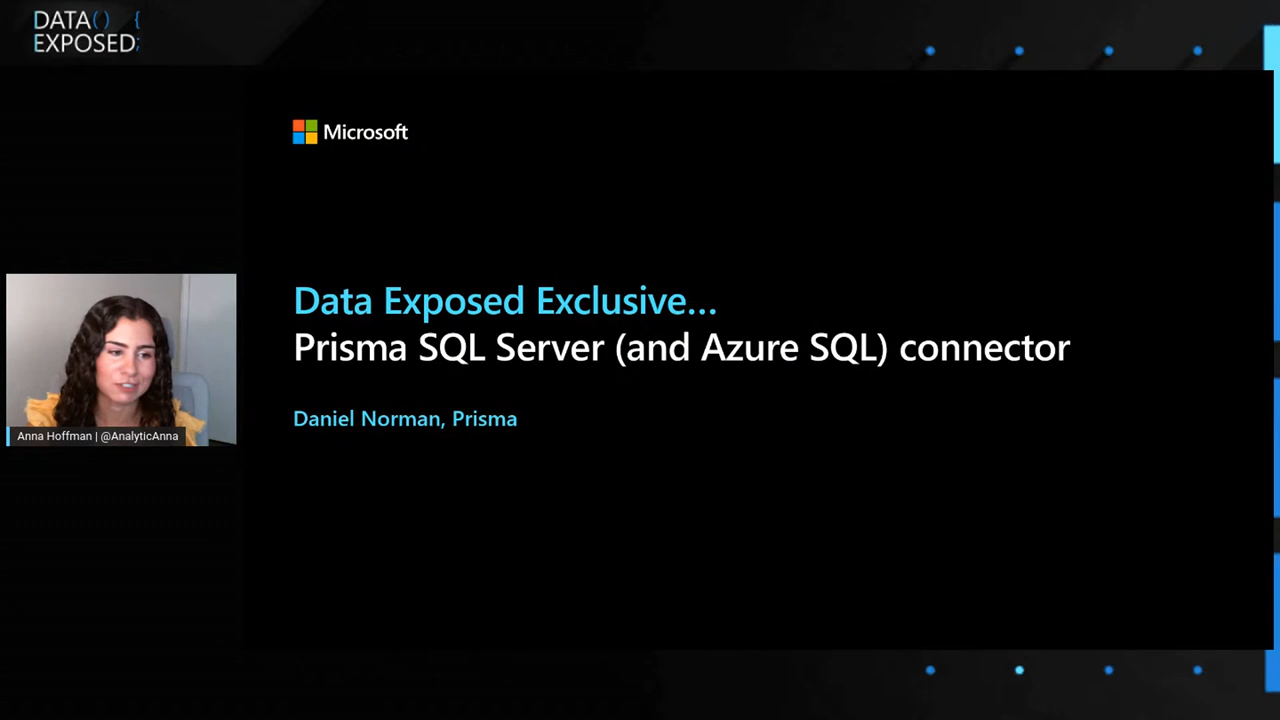 DATA() {
EXPOSED;
Microsoft
Data Exposed Exclusive...
Prisma SQL Server (and Azure SQL) connector
Daniel Norman, Prisma
Anna Hoffman | @AnalyticAnna